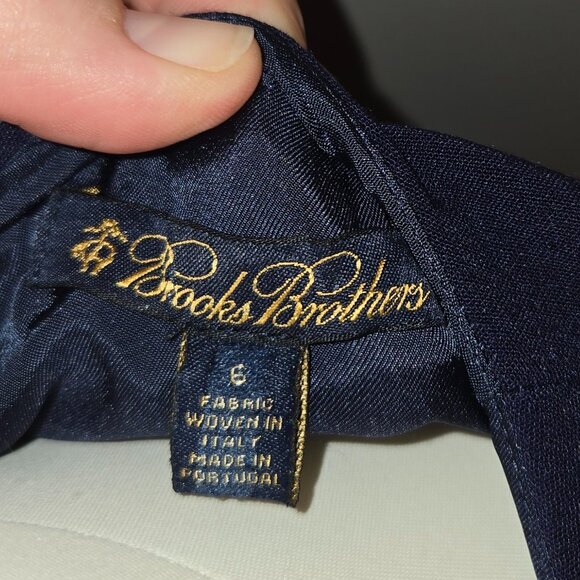 Brooks Brothers
6
FABRIC
WOVEN IN
ITALY
MADE IN
PORTUGAL